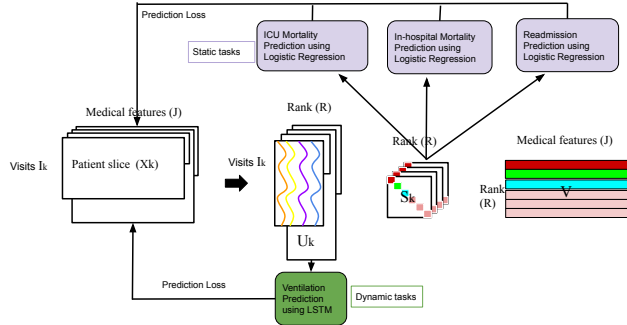 Prediction Loss
ICU Mortality
Prediction using
Logistic Regression
In-hospital Mortality
Prediction using
Logistic Regression
Readmission
Prediction using
Logistic Regression
Static tasks
Medical features (J)
Rank (R)
Rank (R)
Medical features (J)
Visits Ik
Patient slice (Xk)
Visits Ik
Uk
Sk
Rank
(R)
V
Prediction Loss
Ventilation
Prediction
using LSTM
Dynamic tasks